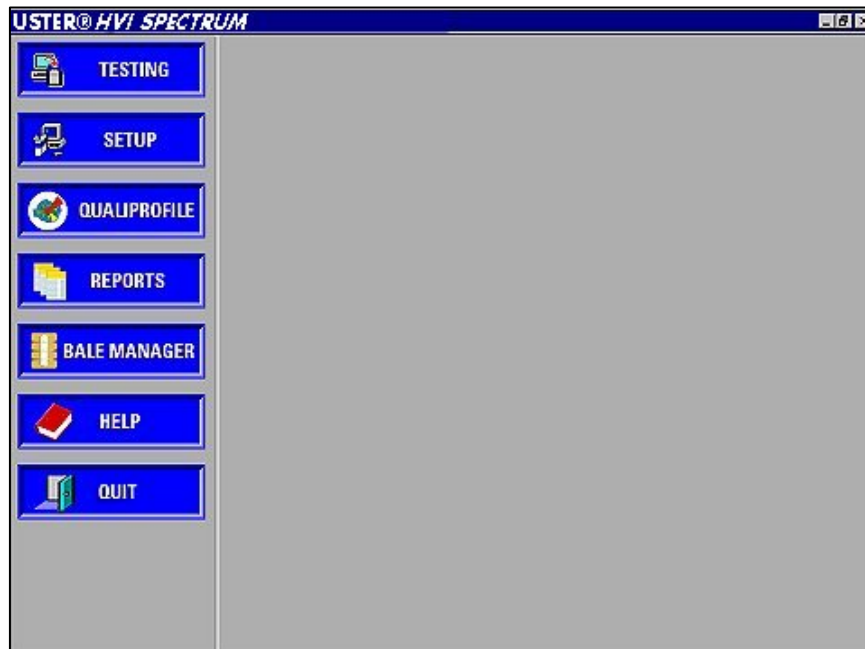 USTER® HVI SPECTRUM
TESTING
SETUP
QUALIPROFILE
REPORTS
BALE MANAGER
HELP
QUIT